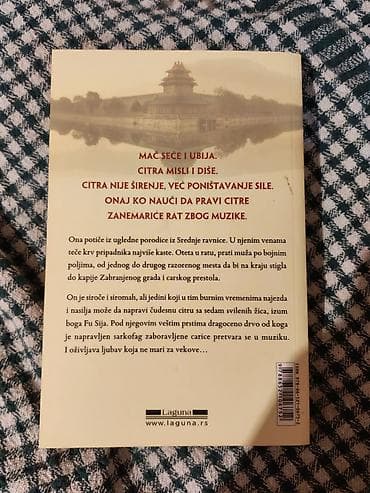 MAČ SEČE I UBIJA.
CITRA MISLI I DIŠE.
CITRA NIJE ŠIRENJE, VEĆ PONIŠTAVANJE SILE.
ONAJ KO NAUČI DA PRAVI CITRE
ZANEMARIĆE RAT ZBOG MUZIKE.
Ona potiče iz ugledne porodice iz Srednje ravnice. U njenim venama
teče krv pripadnika najviše kaste. Oteta u ratu, prati muža po bojnim
poljima, od jednog do drugog razorenog mesta da bi na kraju stigla
do kapije Zabranjenog grada i carskog prestola.
On je siroče i siromah, ali jedini koji u tim burnim vremenima najezda
i nasilja može da napravi čudesnu citru sa sedam svilenih žica, izum
boga Fu Sija. Pod njegovim veštim prstima dragoceno drvo od koga
je napravljen sarkofag zaboravljene carice pretvara se u muziku.
I oživljava ljubav koja ne mari za vekove...
Laguna
www.laguna.rs